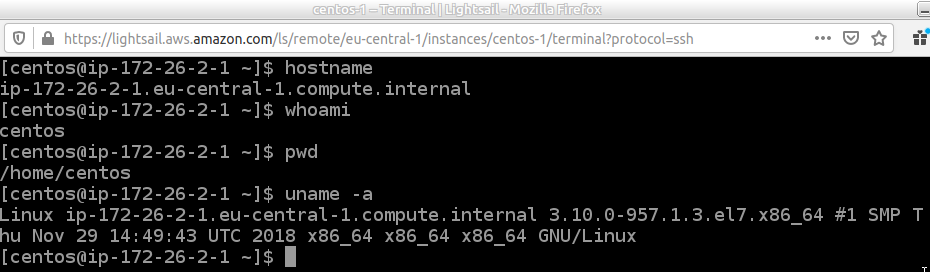 centos-1 – Terminal | Lightsail - Mozilla Firefox
https://lightsail.aws.amazon.com/ls/remote/eu-central-1/instances/centos-1/terminal?protocol=ssh
[centos@ip-172-26-2-1 ~]$ hostname
ip-172-26-2-1.eu-central-1.compute.internal
[centos@ip-172-26-2-1 ~]$ whoami
centos
[centos@ip-172-26-2-1 ~]$ pwd
/home/centos
[centos@ip-172-26-2-1 ~]$ uname -a
Linux ip-172-26-2-1.eu-central-1.compute.internal 3.10.0-957.1.3.el7.x86_64 #1 SMP T
hu Nov 29 14:49:43 UTC 2018 x86_64 x86_64 x86_64 GNU/Linux
[centos@ip-172-26-2-1 ~]$